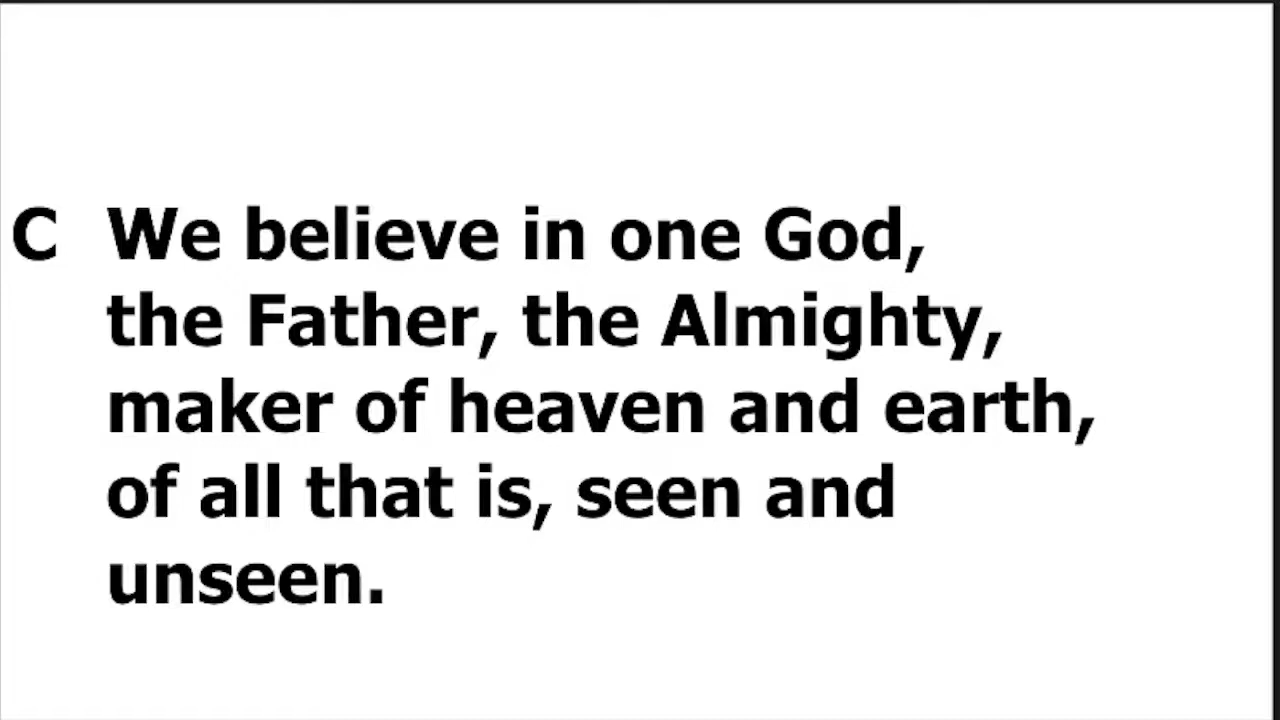 C We believe in one God,
the Father, the Almighty,
maker of heaven and earth,
of all that is, seen and
unseen.